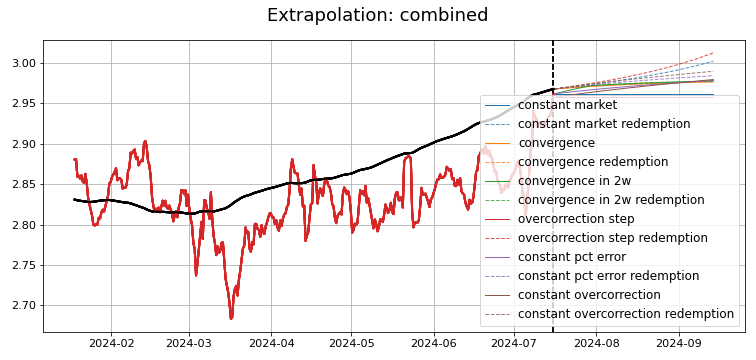 Extrapolation: combined
3.00
2.95
2.90
2.85
2.80
2.75
2.70
constant market
constant market redemption
convergence
convergence redemption
convergence in 2w
convergence in 2w redemption
overcorrection step
overcorrection step redemption
constant pct error
constant pct error redemption
constant overcorrection
constant overcorrection redemption
2024-02 2024-03 2024-04 2024-05 2024-06 2024-07 2024-08 2024-09